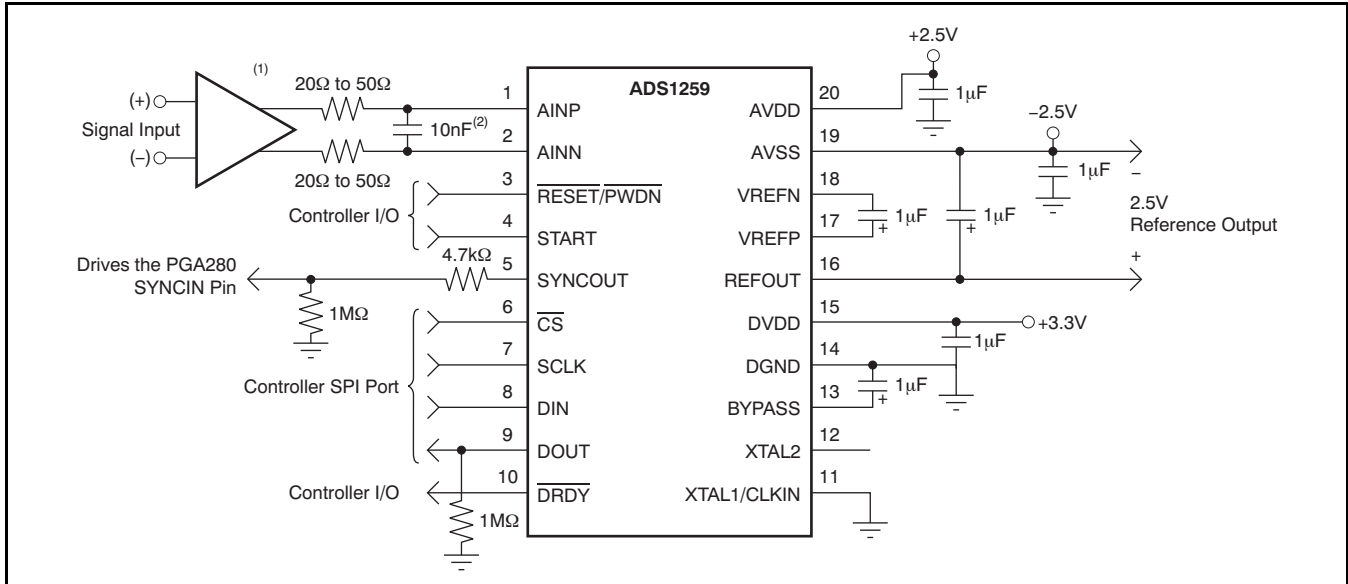 ADS1259
(1)
20Ω to 50Ω
(+)
Signal Input
(−)
10nF(2)
20Ω to 50Ω
1
AINP
2
AINN
3
RESET/PWDN
Controller I/O
4
START
4.7kΩ
5
SYNCOUT
Drives the PGA280
SYNCIN Pin
1MΩ
6
CS
7
SCLK
Controller SPI Port
8
DIN
9
DOUT
10
DRDY
Controller I/O
1MΩ
+2.5V
20
AVDD
1μF
−2.5V
19
AVSS
1μF
−
18
VREFN
1μF
+
17
VREFP
1μF
+
2.5V
Reference Output
+
16
REFOUT
15
DVDD
+3.3V
1μF
14
DGND
1μF
+
13
BYPASS
12
XTAL2
11
XTAL1/CLKIN